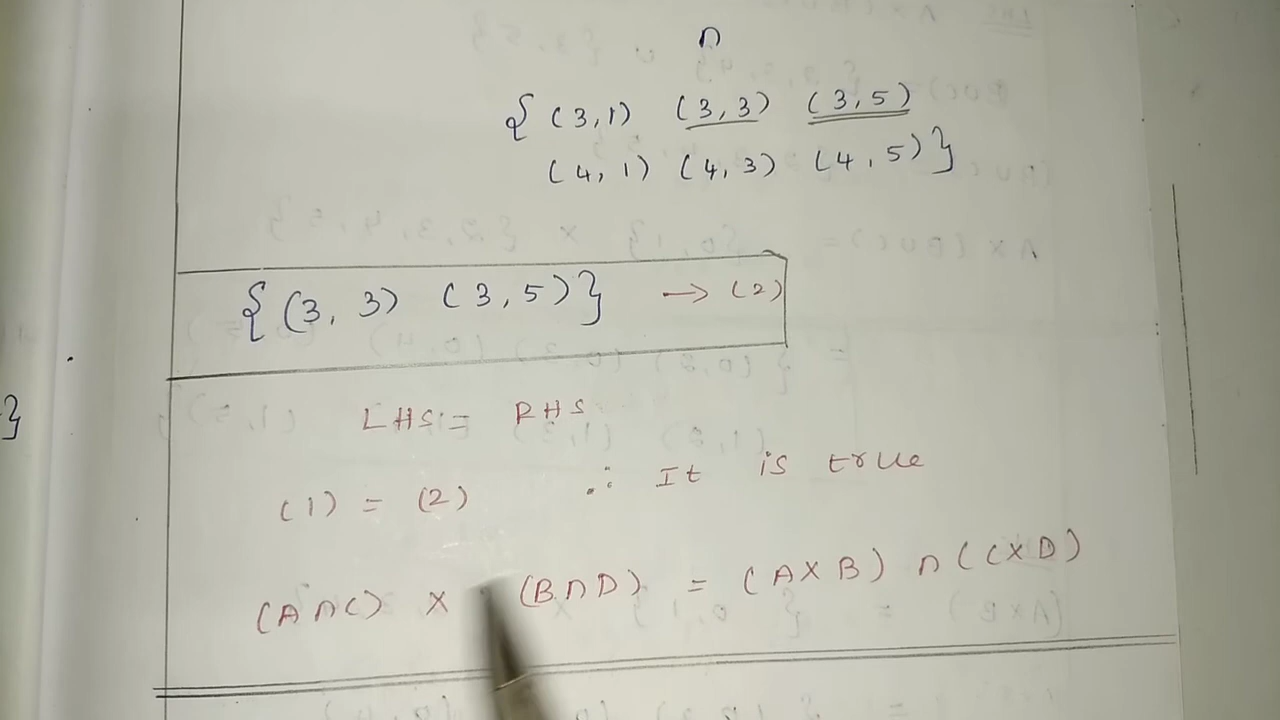 ∩
{ (3,1) (3,3) (3,5)
(4,1) (4,3) (4,5) }
{ (3,3) (3,5) } → (2)
}
LHS = RHS
(1) = (2) ∴ It is true
(A∩C) × (B∩D) = (A×B) ∩ (C×D)